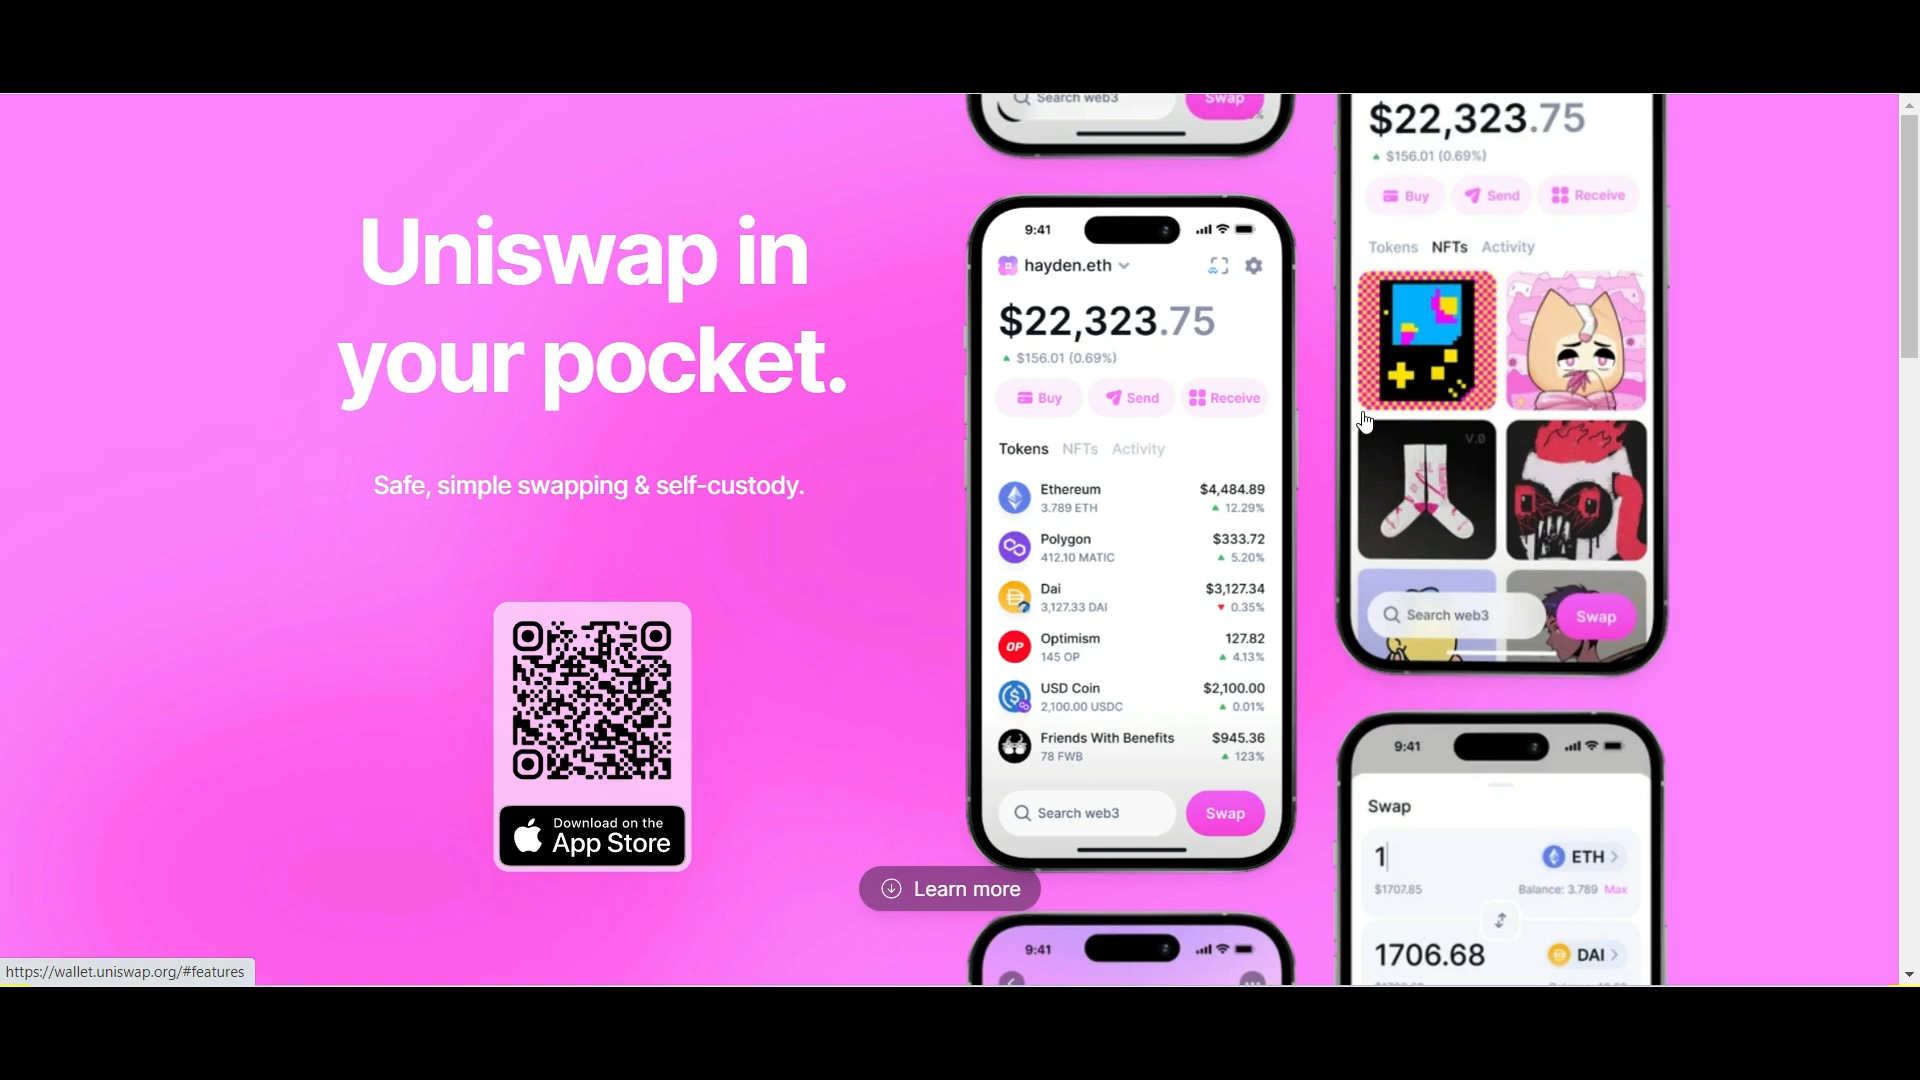 Uniswap in
your pocket.
Safe, simple swapping & self-custody.
Download on the
App Store
Learn more
https://wallet.uniswap.org/#features
Search web3
Swap
9:41
hayden.eth
$22,323.75
$156.01 (0.69%)
Buy
Send
Receive
Tokens NFTs Activity
Ethereum $4,484.89
3.789 ETH 12.29%
Polygon $333.72
412.10 MATIC 5.20%
Dai $3,127.34
3,127.33 DAI 0.35%
Optimism 127.82
145 OP 4.13%
USD Coin $2,100.00
2,100.00 USDC 0.01%
Friends With Benefits $945.36
78 FWB 123%
OP
Search web3
Swap
9:41
$22,323.75
$156.01 (0.69%)
Buy
Send
Receive
Tokens NFTs Activity
V.0
Search web3
Swap
9:41
Swap
1 ETH
$1707.85 Balance: 3.789 Max
1706.68 DAI